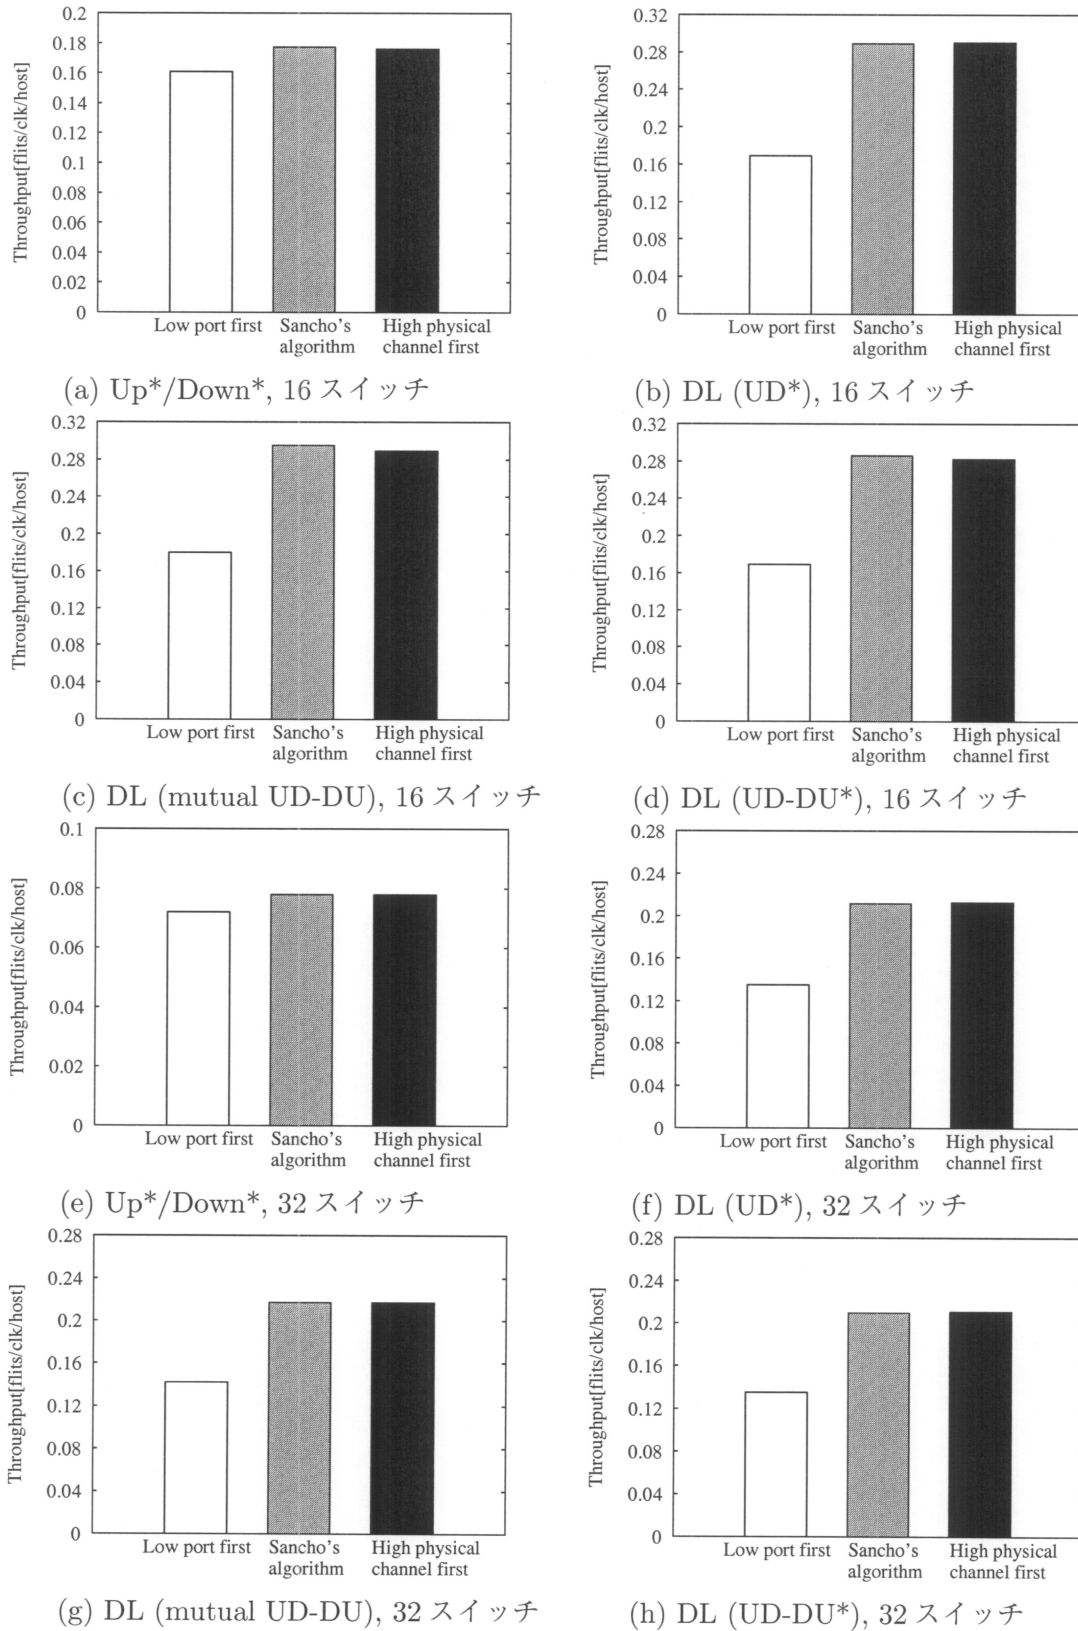 0.2
0.18
0.16
0.14
0.12
0.1
0.08
0.06
0.04
0.02
0
Throughput[flits/clk/host]
Low port first
Sancho's
algorithm
High physical
channel first
(a) Up*/Down*, 16 スイッチ
0.32
0.28
0.24
0.2
0.16
0.12
0.08
0.04
0
Throughput[flits/clk/host]
Low port first
Sancho's
algorithm
High physical
channel first
(b) DL (UD*), 16 スイッチ
0.32
0.28
0.24
0.2
0.16
0.12
0.08
0.04
0
Throughput[flits/clk/host]
Low port first
Sancho's
algorithm
High physical
channel first
(c) DL (mutual UD-DU), 16 スイッチ
0.32
0.28
0.24
0.2
0.16
0.12
0.08
0.04
0
Throughput[flits/clk/host]
Low port first
Sancho's
algorithm
High physical
channel first
(d) DL (UD-DU*), 16 スイッチ
0.1
0.08
0.06
0.04
0.02
0
Throughput[flits/clk/host]
Low port first
Sancho's
algorithm
High physical
channel first
(e) Up*/Down*, 32 スイッチ
0.28
0.24
0.2
0.16
0.12
0.08
0.04
0
Throughput[flits/clk/host]
Low port first
Sancho's
algorithm
High physical
channel first
(f) DL (UD*), 32 スイッチ
0.28
0.24
0.2
0.16
0.12
0.08
0.04
0
Throughput[flits/clk/host]
Low port first
Sancho's
algorithm
High physical
channel first
(g) DL (mutual UD-DU), 32 スイッチ
0.28
0.24
0.2
0.16
0.12
0.08
0.04
0
Throughput[flits/clk/host]
Low port first
Sancho's
algorithm
High physical
channel first
(h) DL (UD-DU*), 32 スイッチ